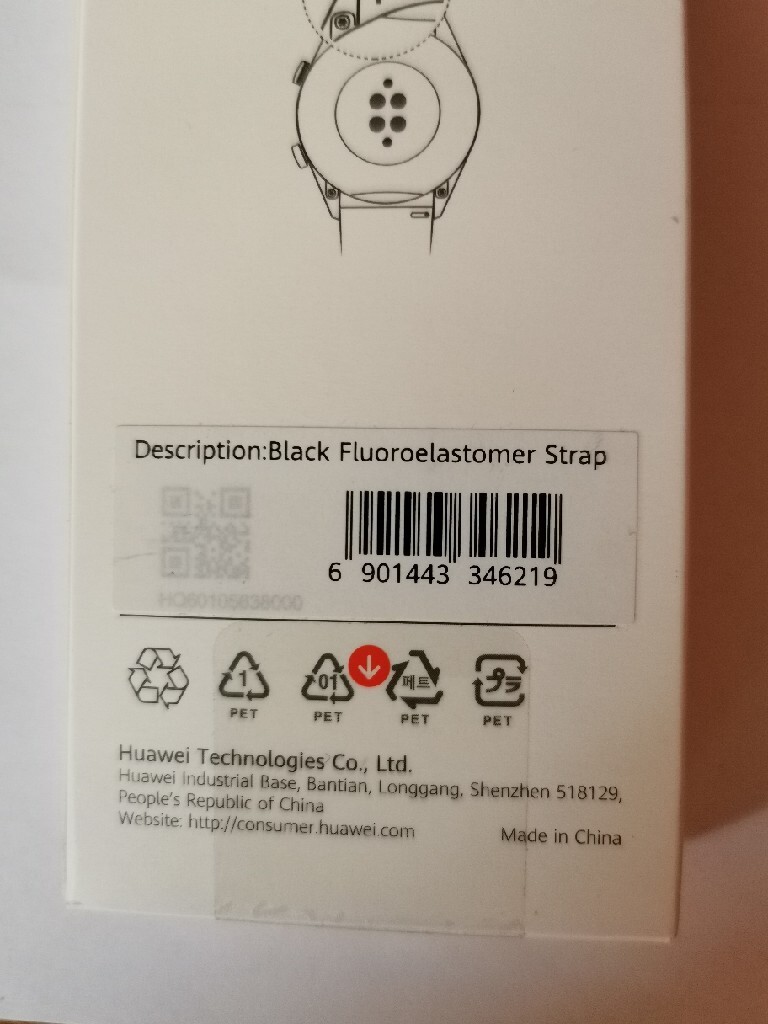 Description:Black Fluoroelastomer Strap
6 901443 346219
HQ60105838000
1
01
페트
プラ
PET
PET
PET
PET
Huawei Technologies Co., Ltd.
Huawei Industrial Base, Bantian, Longgang, Shenzhen 518129,
People's Republic of China
Website: http://consumer.huawei.com
Made in China